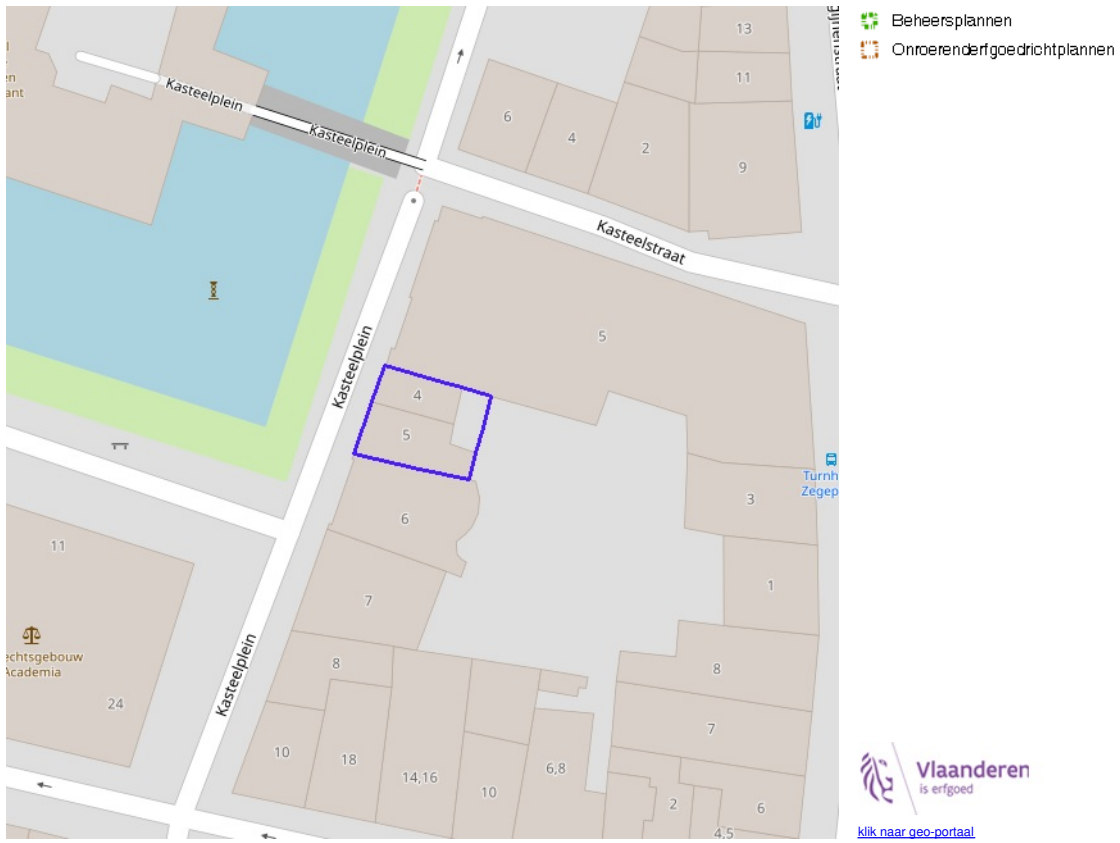 Beheersplannen
Onroerenderfgoedrichtplannen
13
11
6
4
2
9
en
ant
Kasteelplein
Kasteelplein
Kasteelstraat
5
Kasteelplein
4
5
Turnh
Zegep
3
6
11
1
7
echtsgebouw
Academia
8
8
24
Kasteelplein
7
10
18
14,16
6,8
10
2
6
4,5
Vlaanderen
is erfgoed
klik naar geo-portaal